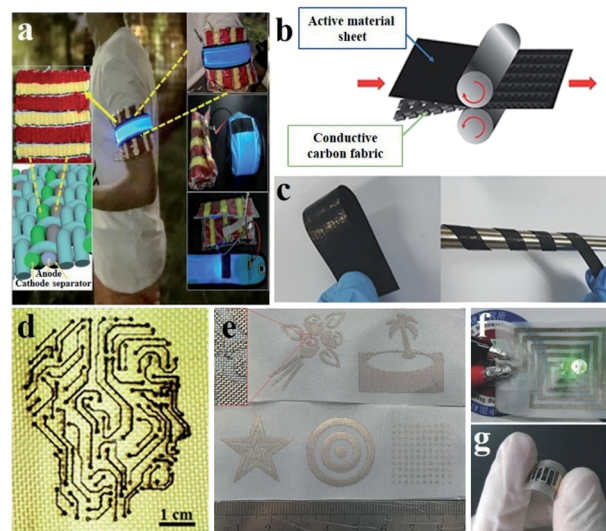 a
Anode
Cathode separator
b
Active material
sheet
Conductive
carbon fabric
c
d
1 cm
e
f
g